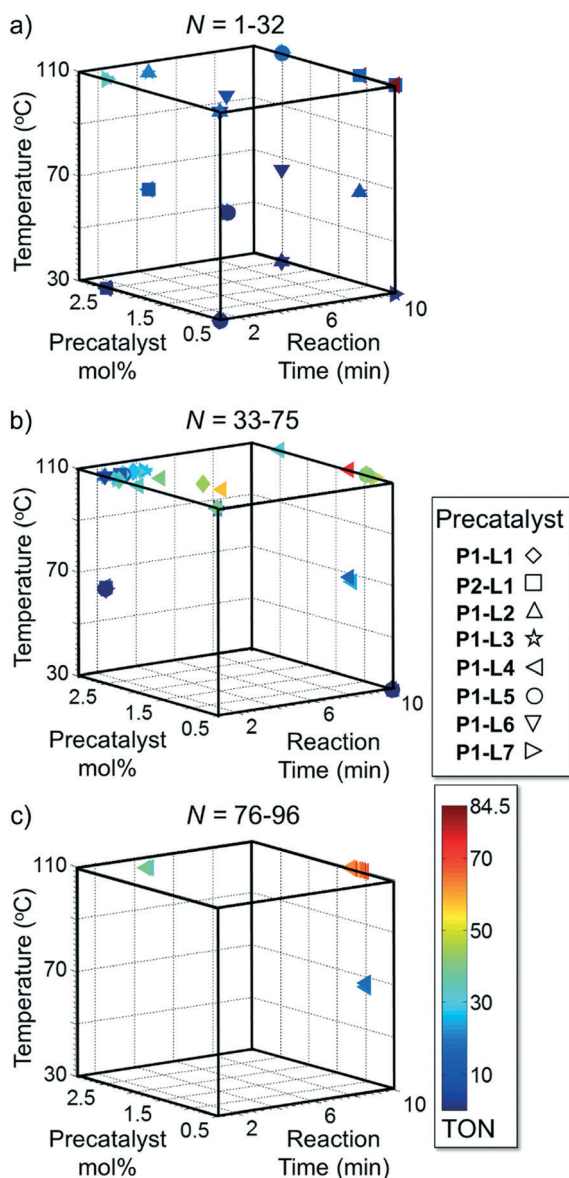 a)
N = 1-32
110
70
30
Temperature (ºC)
2.5
1.5
0.5
Precatalyst
mol%
2
6
10
Reaction
Time (min)
b)
N = 33-75
110
70
30
Temperature (ºC)
2.5
1.5
0.5
Precatalyst
mol%
2
6
10
Reaction
Time (min)
Precatalyst
P1-L1
P2-L1
P1-L2
P1-L3
P1-L4
P1-L5
P1-L6
P1-L7
c)
N = 76-96
110
70
30
Temperature (ºC)
2.5
1.5
0.5
Precatalyst
mol%
2
6
10
Reaction
Time (min)
84.5
70
50
30
10
TON